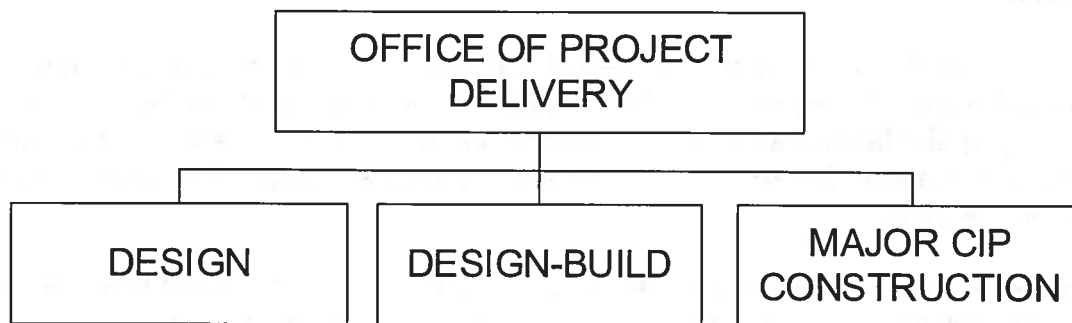 OFFICE OF PROJECT
DELIVERY
DESIGN
DESIGN-BUILD
MAJOR CIP
CONSTRUCTION